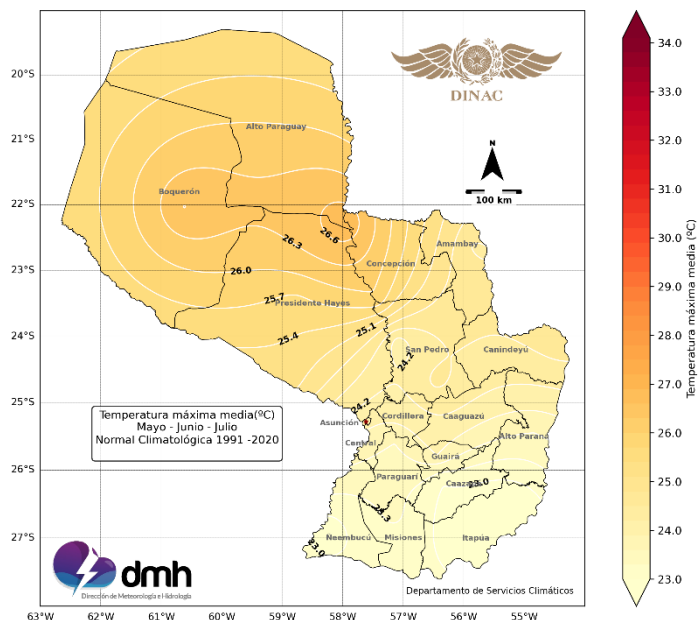 DINAC
N
100 km
20°S
21°S
22°S
23°S
24°S
25°S
26°S
27°S
Alto Paraguay
Boquerón
Amambay
Concepción
Presidente Hayes
San Pedro
Canindeyú
Asunción
Cordillera
Caaguazú
Central
Alto Parana
Guairá
Paraguarí
Caazapá
Ñeembucú
Misiones
Itapúa
26.6
26.3
26.0
25.7
25.4
25.1
24.2
24.2
23.0
23.3
23.0
Temperatura máxima media(ºC)
Mayo - Junio - Julio
Normal Climatológica 1991 -2020
dmh
Dirección de Meteorología e Hidrología
Departamento de Servicios Climáticos
63°W 62°W 60°W 59°W 58°W 57°W 56°W 54°W
34.0
33.0
32.0
31.0
30.0
29.0
28.0
27.0
26.0
25.0
24.0
23.0
Temperatura máxima media (ºC)